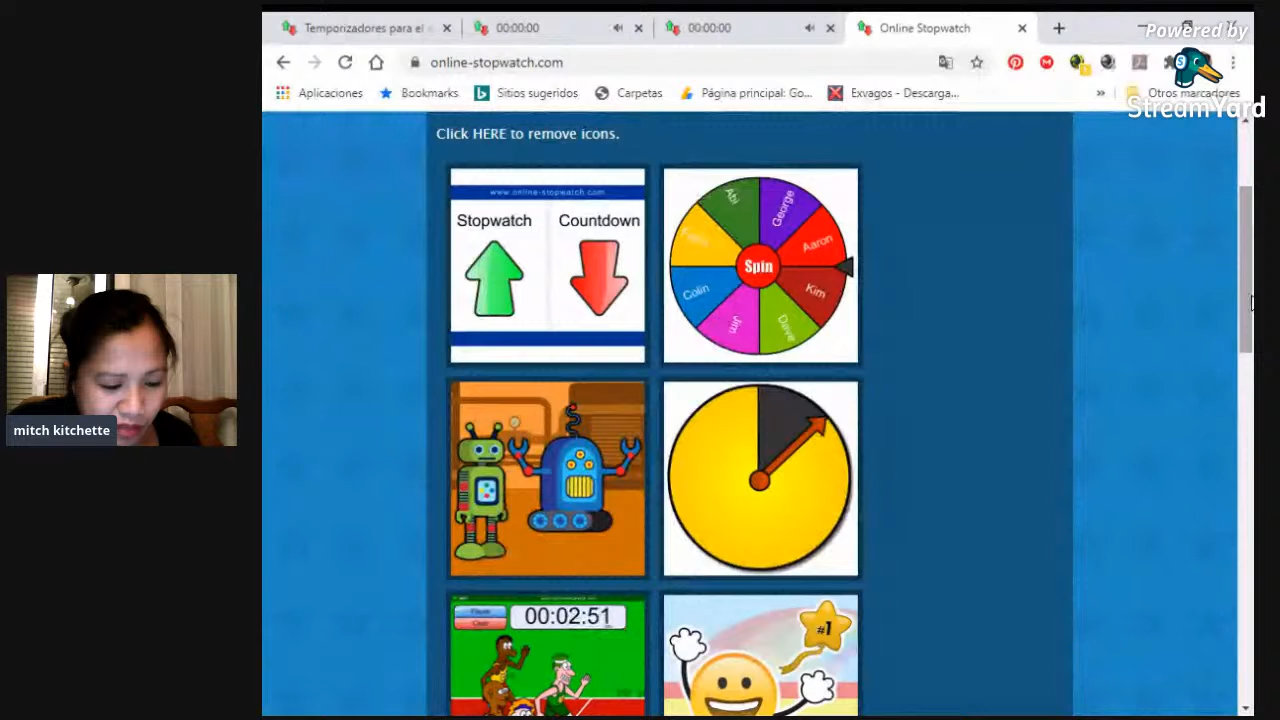 Temporizadores para el
00:00:00
00:00:00
Online Stopwatch
Powered by
online-stopwatch.com
StreamYard
Aplicaciones
Bookmarks
Sitios sugeridos
Carpetas
Página principal: Go...
Exvagos - Descarga...
Otros marcadores
Click HERE to remove icons.
www.online-stopwatch.com
Stopwatch
Countdown
Abi
George
Aaron
Kim
Dave
Jim
Colin
Spin
00:02:51
Pause
Clear
#1
mitch kitchette